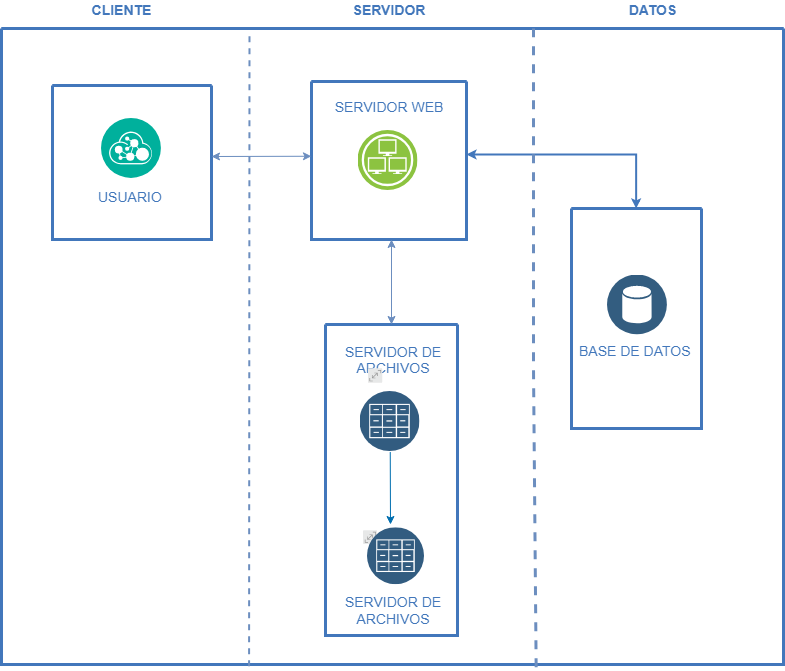 CLIENTE
SERVIDOR
DATOS
USUARIO
SERVIDOR WEB
BASE DE DATOS
SERVIDOR DE
ARCHIVOS
SERVIDOR DE
ARCHIVOS